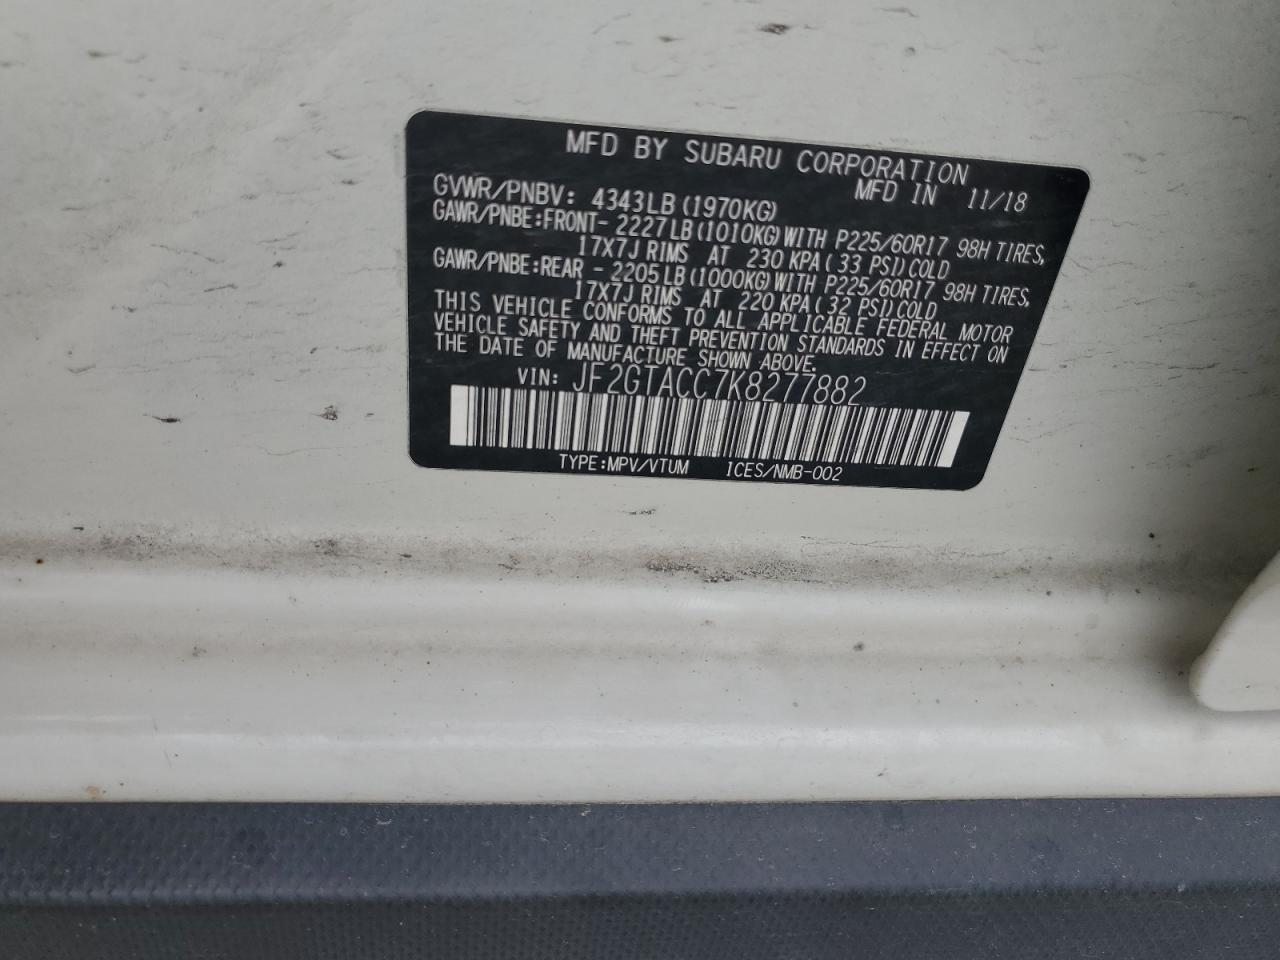 MFD BY SUBARU CORPORATION
MFD IN 11/18
GVWR/PNBV: 4343LB(1970KG)
GAWR/PNBE:FRONT-2227LB(1010KG)WITH P225/60R17 98H TIRES,
17X7J RIMS AT 230 KPA(33 PSI)COLD
GAWR/PNBE:REAR -2205LB(1000KG)WITH P225/60R17 98H TIRES,
17X7J RIMS AT 220 KPA(32 PSI)COLD
THIS VEHICLE CONFORMS TO ALL APPLICABLE FEDERAL MOTOR
VEHICLE SAFETY AND THEFT PREVENTION STANDARDS IN EFFECT ON
THE DATE OF MANUFACTURE SHOWN ABOVE.
VIN: JF2GTACC7K8277882
TYPE:MPV/VTUM ICES/NMB-002